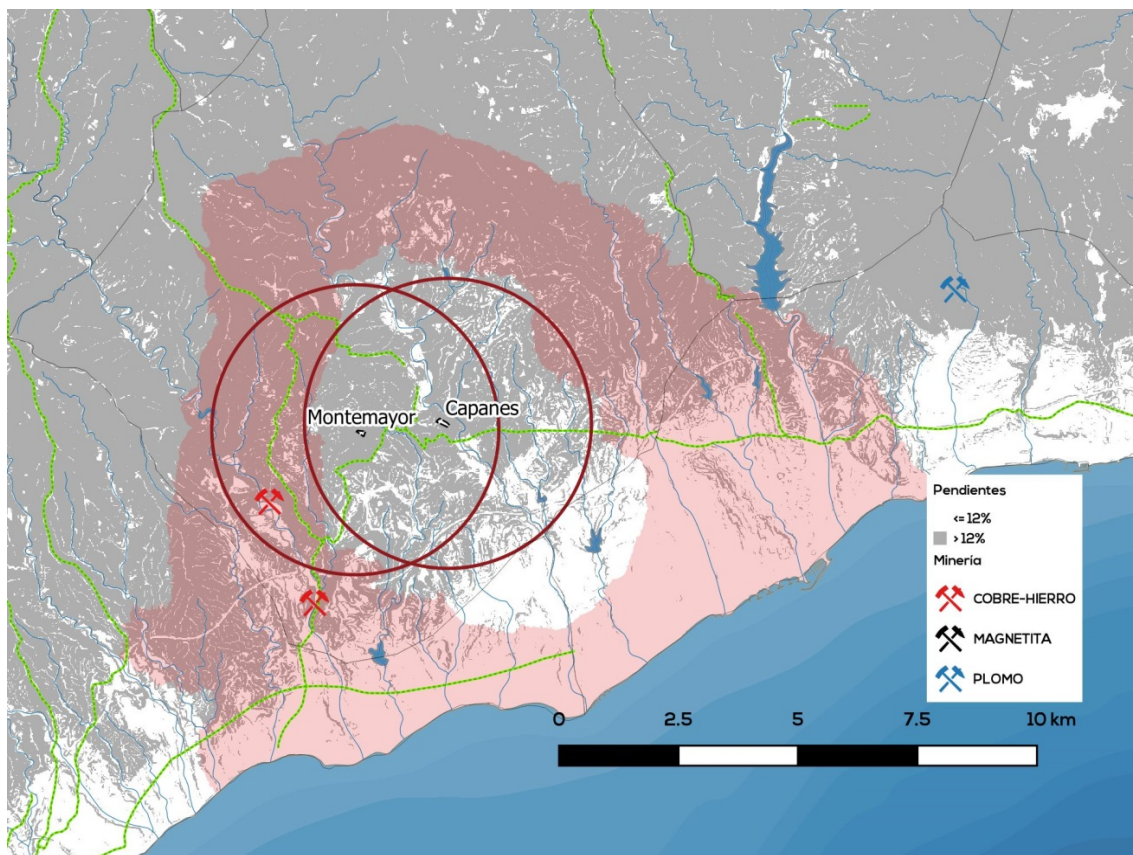 Capanes
Montemayor
Pendientes
<= 12%
> 12%
Minería
COBRE-HIERRO
MAGNETITA
PLOMO
0 2.5 5 7.5 10 km